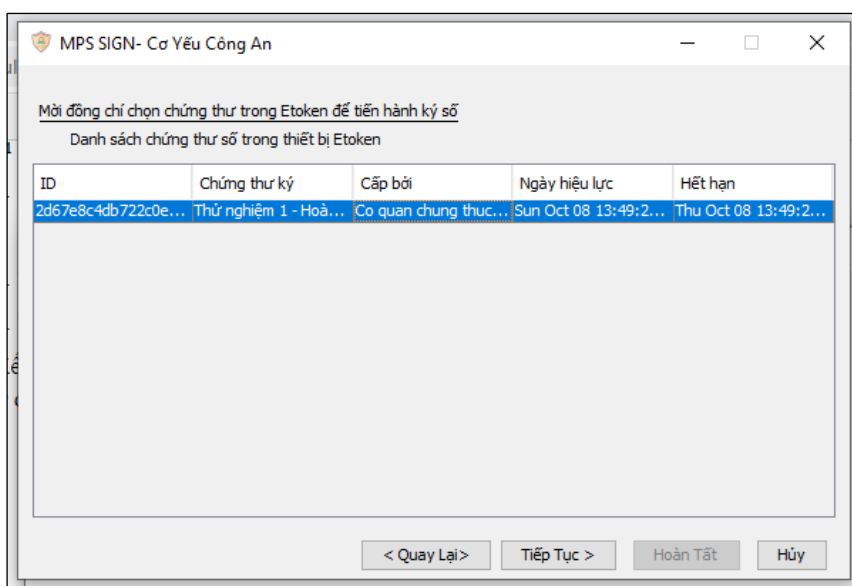 MPS SIGN- Cơ Yếu Công An
Mời đồng chí chọn chứng thư trong Etoken để tiến hành ký số
Danh sách chứng thư số trong thiết bị Etoken
ID Chứng thư ký Cấp bởi Ngày hiệu lực Hết hạn
2d67e8c4db722c0e... Thử nghiệm 1 - Hoà... Co quan chung thuc... Sun Oct 08 13:49:2... Thu Oct 08 13:49:2...
< Quay Lại> Tiếp Tục > Hoàn Tất Hủy